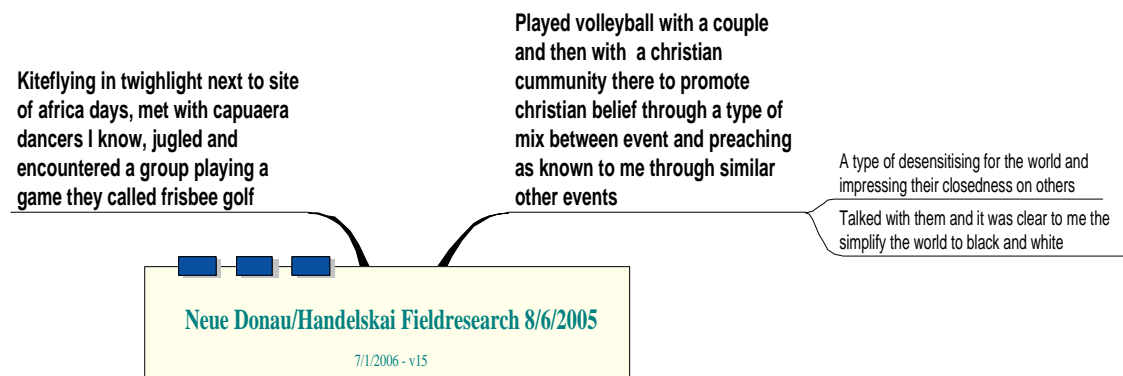 Kiteflying in twighlight next to site
of africa days, met with capuaera
dancers I know, jugled and
encountered a group playing a
game they called frisbee golf
Played volleyball with a couple
and then with a christian
cummunity there to promote
christian belief through a type of
mix between event and preaching
as known to me through similar
other events
A type of desensitising for the world and
impressing their closedness on others
Talked with them and it was clear to me the
simplify the world to black and white
Neue Donau/Handelskai Fieldresearch 8/6/2005
7/1/2006 - v15